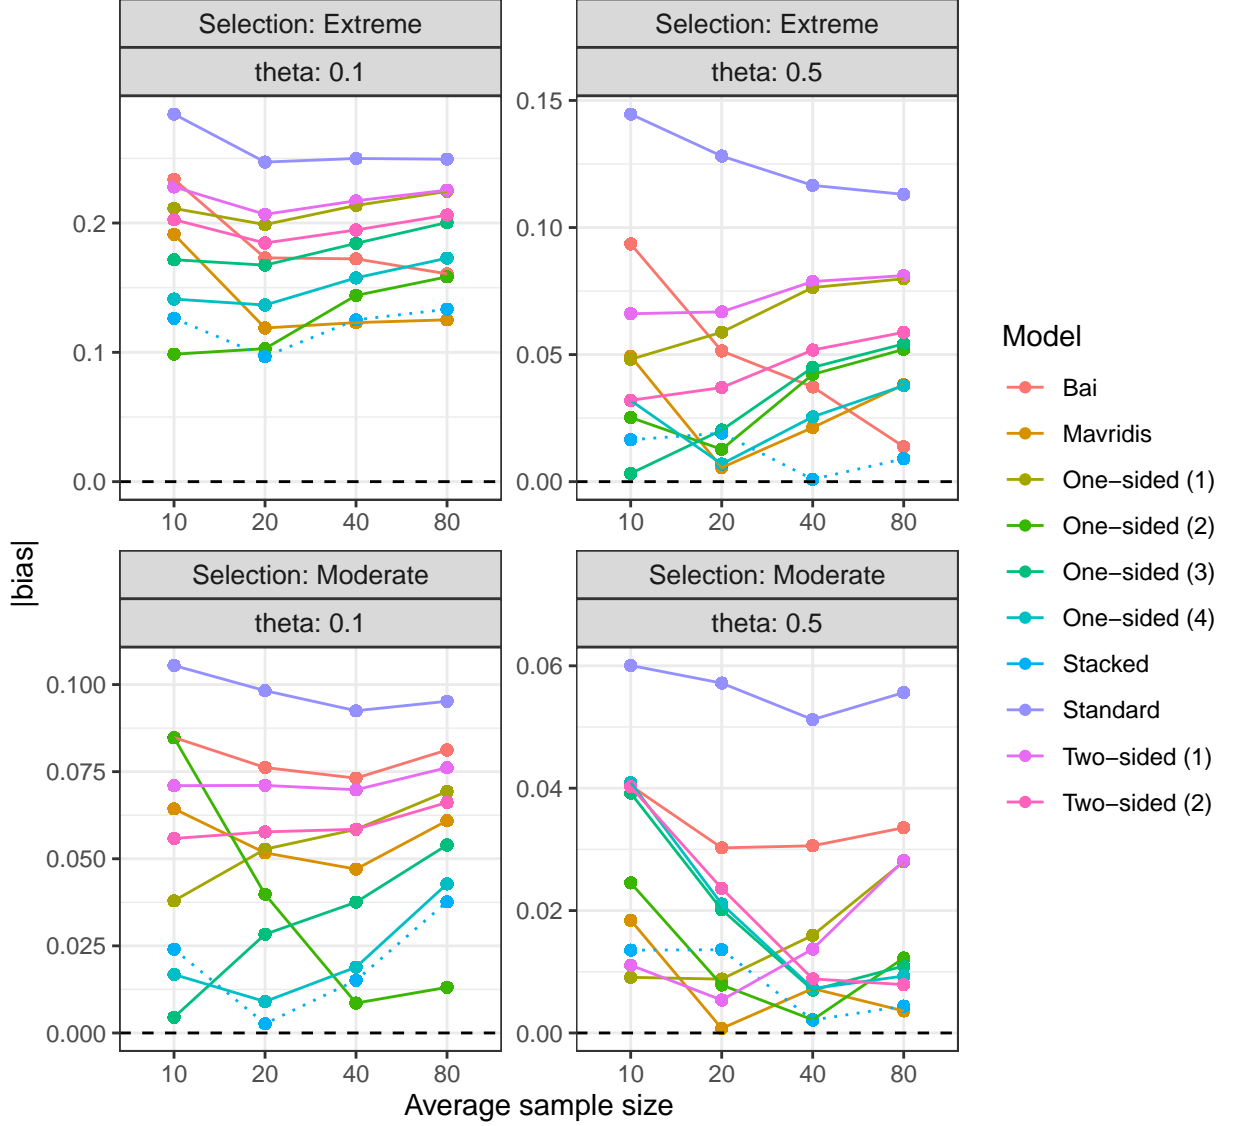 Selection: Extreme
theta: 0.1
0.2
0.1
0.0
10 20 40 80
Selection: Extreme
theta: 0.5
0.15
0.10
0.05
0.00
10 20 40 80
|bias|
Selection: Moderate
theta: 0.1
0.100
0.075
0.050
0.025
0.000
10 20 40 80
Selection: Moderate
theta: 0.5
0.06
0.04
0.02
0.00
10 20 40 80
Average sample size
Model
Bai
Mavridis
One−sided (1)
One−sided (2)
One−sided (3)
One−sided (4)
Stacked
Standard
Two−sided (1)
Two−sided (2)